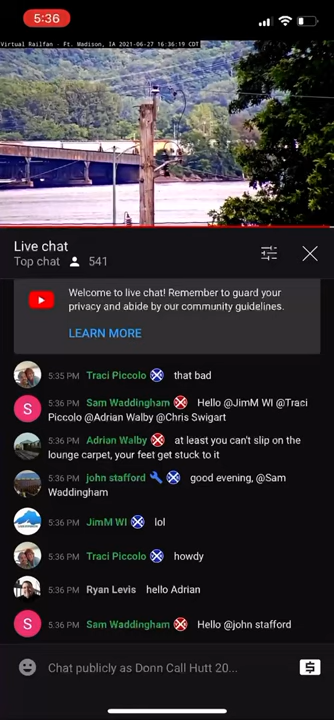 5:36
Virtual Railfan - Ft. Madison, IA 2021-06-27 16:36:19 CDT
Live chat
Top chat 541
Welcome to live chat! Remember to guard your
privacy and abide by our community guidelines.
LEARN MORE
5:35 PM Traci Piccolo that bad
5:36 PM Sam Waddingham Hello @JimM WI @Traci
Piccolo @Adrian Walby @Chris Swigart
5:36 PM Adrian Walby at least you can't slip on the
lounge carpet, your feet get stuck to it
5:36 PM john stafford good evening, @Sam
Waddingham
5:36 PM JimM WI lol
5:36 PM Traci Piccolo howdy
5:36 PM Ryan Levis hello Adrian
5:36 PM Sam Waddingham Hello @john stafford
Chat publicly as Donn Call Hutt 20...